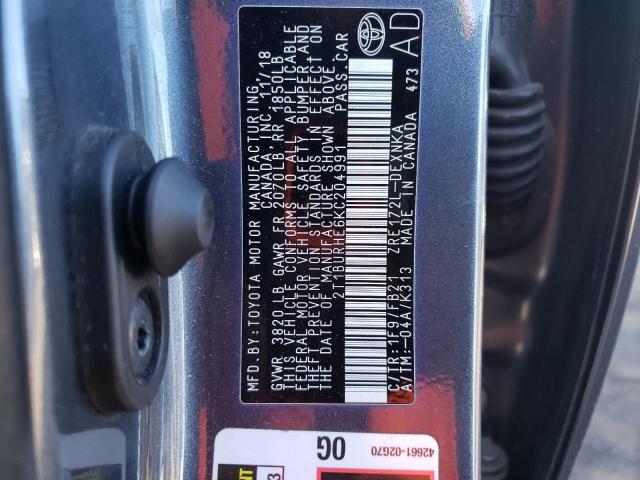 MFD.BY:TOYOTA MOTOR MANUFACTURING,
CANADA INC. 11/18
GVWR 3820LB GAWR FR 2070LB RR 1850LB
THIS VEHICLE CONFORMS TO ALL APPLICABLE
FEDERAL MOTOR VEHICLE SAFETY, BUMPER AND
THEFT PREVENTION STANDARDS IN EFFECT ON
THE DATE OF MANUFACTURE SHOWN ABOVE.
2T1BURHE6KC204991 PASS.CAR
C/TR:1F9/FB21 ZRE172L-DEXNKA
A/TM:-04A/K313 MADE IN CANADA 473
AD
42661-02G70
0G